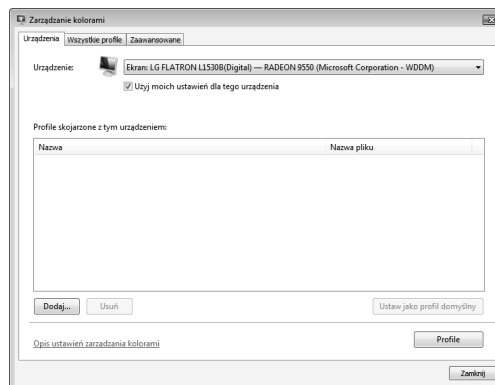 Zarządzanie kolorami
Urządzenia Wszystkie profile Zaawansowane
Urządzenie: Ekran: LG FLATRON L1530B(Digital) — RADEON 9550 (Microsoft Corporation - WDDM)
Użyj moich ustawień dla tego urządzenia
Profile skojarzone z tym urządzeniem:
Nazwa Nazwa pliku
Dodaj... Usuń Ustaw jako profil domyślny
Opis ustawień zarzadzania kolorami Profile
Zamknij